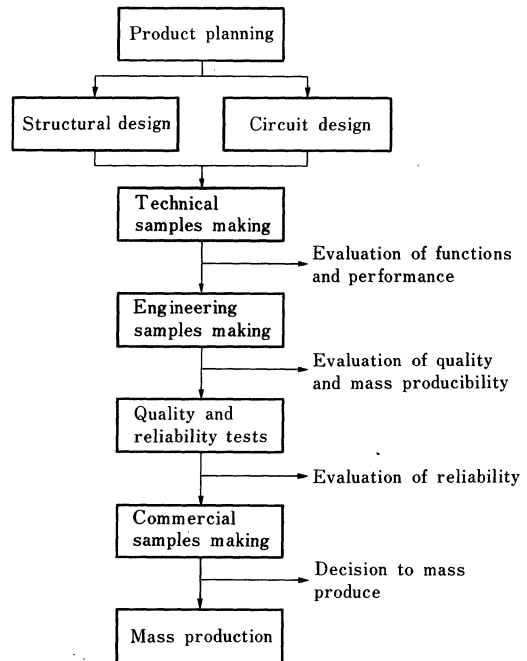 Product planning
Structural design
Circuit design
Technical
samples making
Evaluation of functions
and performance
Engineering
samples making
Evaluation of quality
and mass producibility
Quality and
reliability tests
Evaluation of reliability
Commercial
samples making
Decision to mass
produce
Mass production